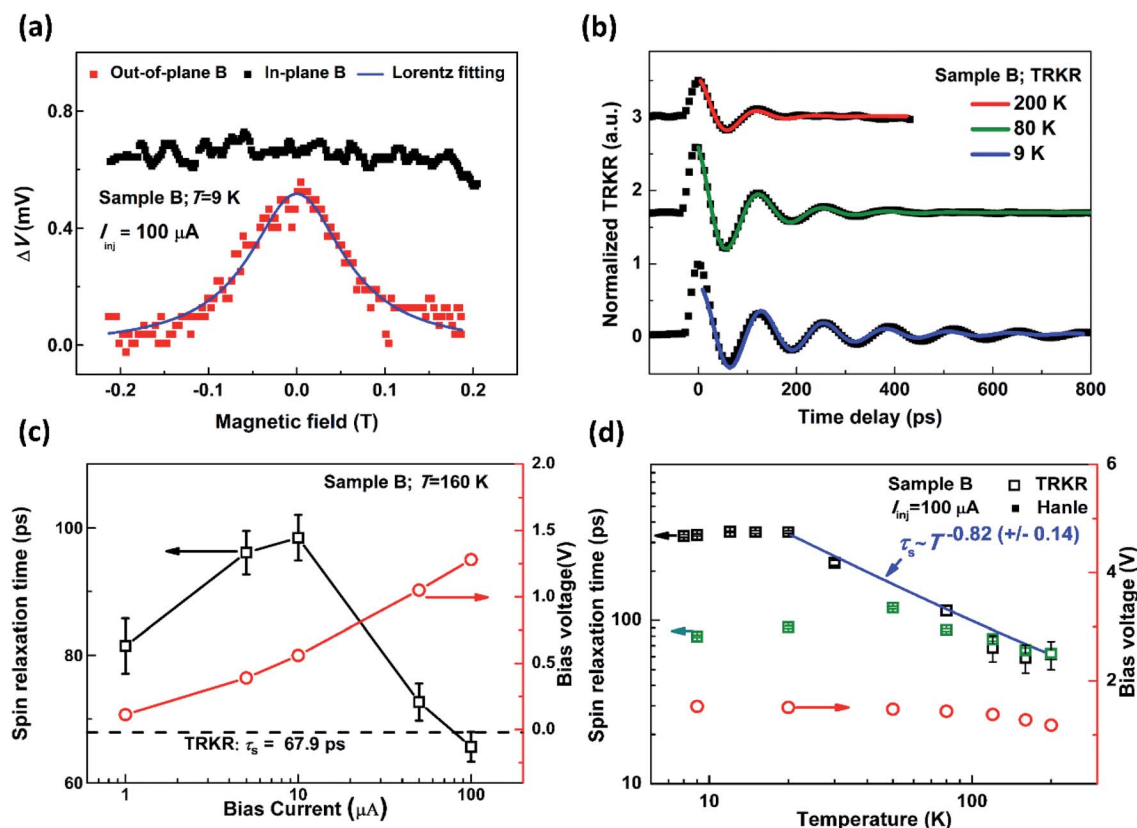 (a)
Out-of-plane B In-plane B Lorentz fitting
0.8
0.4
0.0
ΔV (mV)
Sample B; T=9 K
I_inj = 100 μA
-0.2 -0.1 0.0 0.1 0.2
Magnetic field (T)
(b)
Sample B; TRKR
200 K
80 K
9 K
3
2
1
0
Normalized TRKR (a.u.)
0 200 400 600 800
Time delay (ps)
(c)
Sample B; T=160 K
100
80
60
Spin relaxation time (ps)
2.0
1.5
1.0
0.5
0.0
Bias voltage(V)
TRKR: τs = 67.9 ps
1 10 100
Bias Current (μA)
(d)
Sample B TRKR
I_inj=100 μA Hanle
τs~ T-0.82 (+/- 0.14)
100
10
Spin relaxation time (ps)
6
4
2
Bias voltage (V)
10 100
Temperature (K)